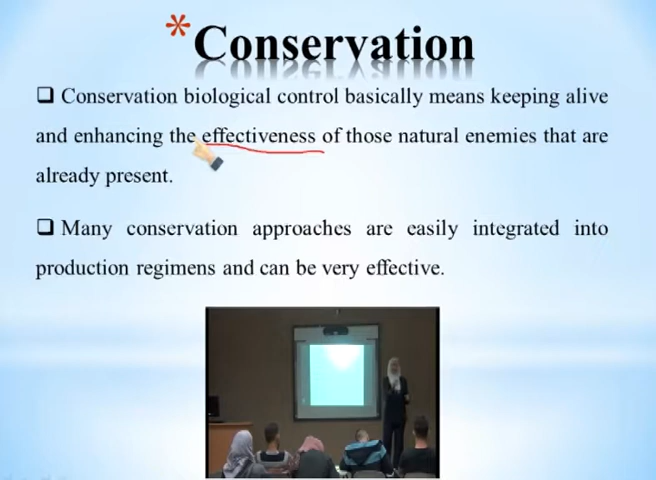 * Conservation
❑ Conservation biological control basically means keeping alive
and enhancing the effectiveness of those natural enemies that are
already present.
❑ Many conservation approaches are easily integrated into
production regimens and can be very effective.